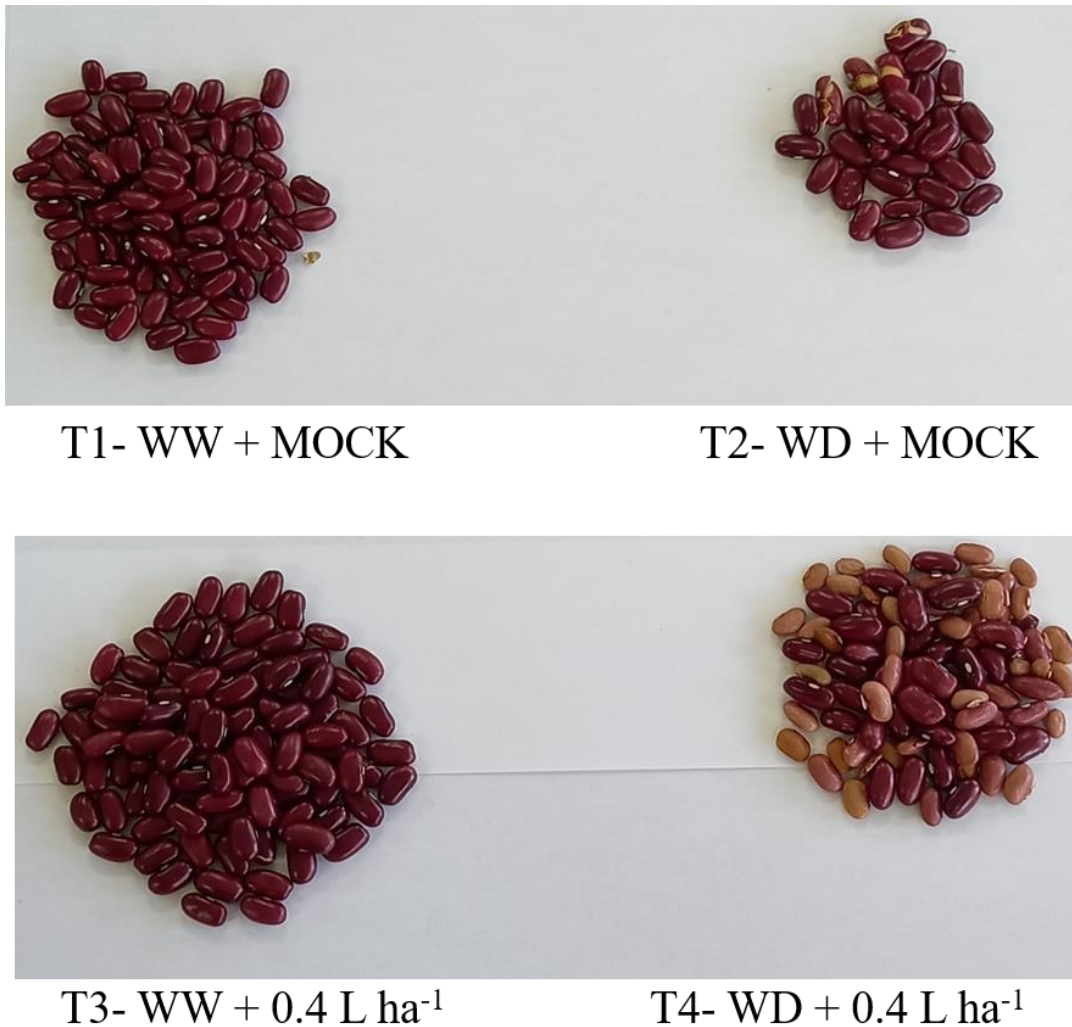 T1- WW + MOCK
T2- WD + MOCK
T3- WW + 0.4 L ha⁻¹
T4- WD + 0.4 L ha⁻¹